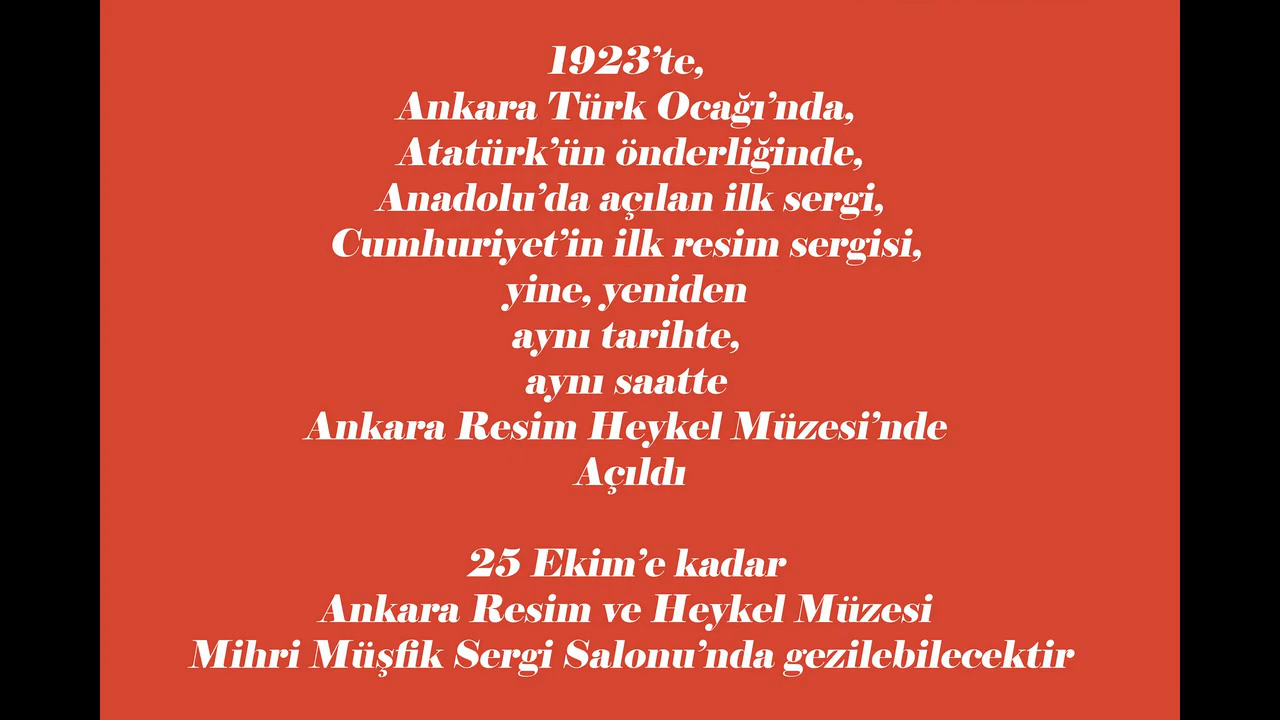 1923’te,
Ankara Türk Ocağı’nda,
Atatürk’ün önderliğinde,
Anadolu’da açılan ilk sergi,
Cumhuriyet’in ilk resim sergisi,
yine, yeniden
aynı tarihte,
aynı saatte
Ankara Resim Heykel Müzesi’nde
Açıldı
25 Ekim’e kadar
Ankara Resim ve Heykel Müzesi
Mihri Müşfik Sergi Salonu’nda gezilebilecektir